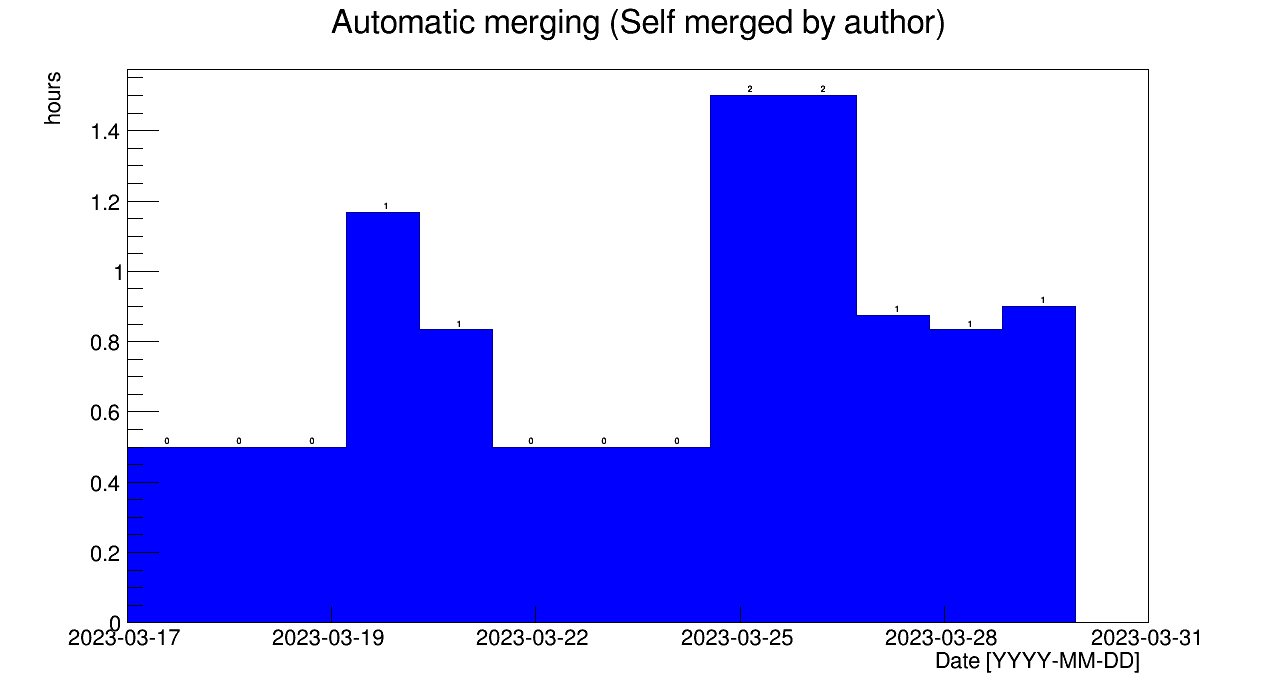 Automatic merging (Self merged by author)
hours
1.4
1.2
1
0.8
0.6
0.4
0.2
0
0 0 0 1 1 0 0 0 2 2 1 1 1
2023-03-17 2023-03-19 2023-03-22 2023-03-25 2023-03-28 2023-03-31
Date [YYYY-MM-DD]